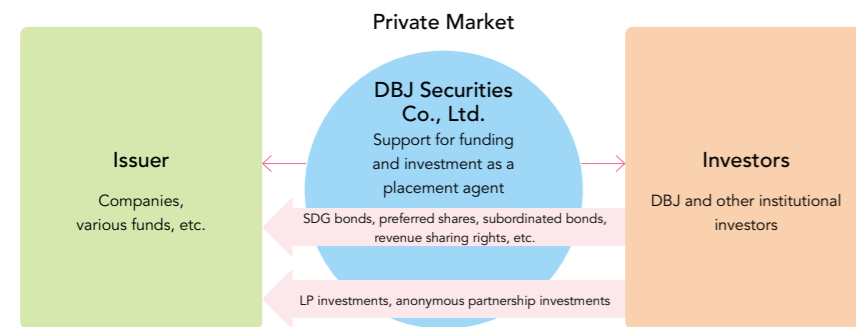 Private Market
Issuer
Companies,
various funds, etc.
DBJ Securities
Co., Ltd.
Support for funding
and investment as a
placement agent
Investors
DBJ and other institutional
investors
SDG bonds, preferred shares, subordinated bonds,
revenue sharing rights, etc.
LP investments, anonymous partnership investments